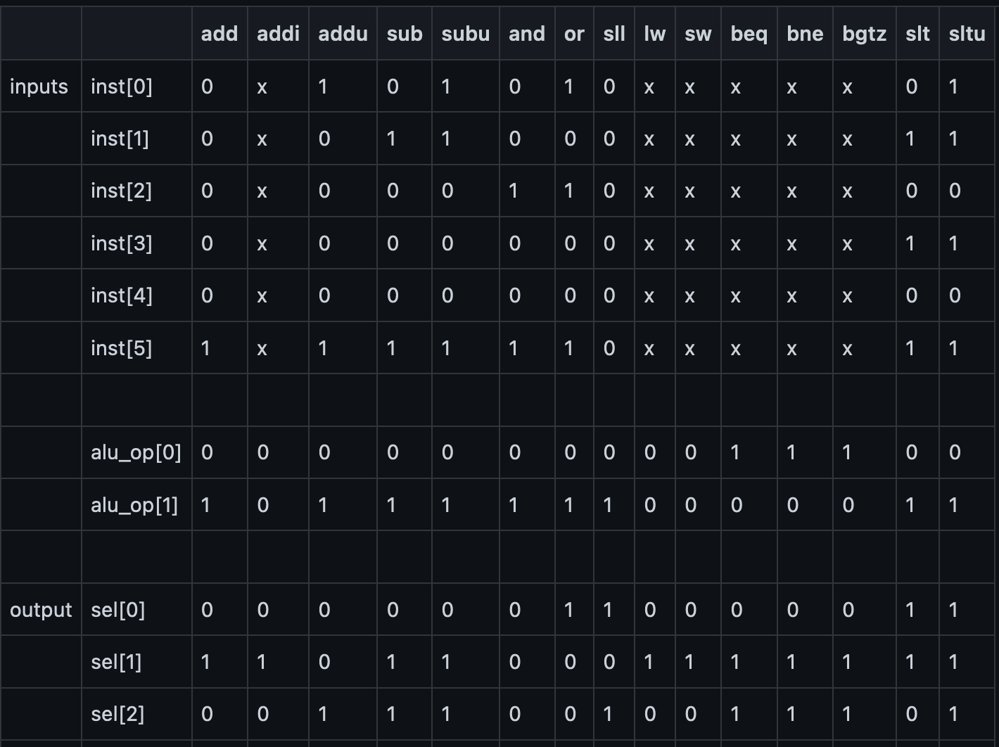 add addi addu sub subu and or sll lw sw beq bne bgtz slt sltu
inputs inst[0] 0 x 1 0 1 0 1 0 x x x x x 0 1
inst[1] 0 x 0 1 1 0 0 0 x x x x x 1 1
inst[2] 0 x 0 0 0 1 1 0 x x x x x 0 0
inst[3] 0 x 0 0 0 0 0 0 x x x x x 1 1
inst[4] 0 x 0 0 0 0 0 0 x x x x x 0 0
inst[5] 1 x 1 1 1 1 1 0 x x x x x 1 1
alu_op[0] 0 0 0 0 0 0 0 0 0 0 1 1 1 0 0
alu_op[1] 1 0 1 1 1 1 1 1 0 0 0 0 0 1 1
output sel[0] 0 0 0 0 0 0 1 1 0 0 0 0 0 1 1
sel[1] 1 1 0 1 1 0 0 0 1 1 1 1 1 1 1
sel[2] 0 0 1 1 1 0 0 1 0 0 1 1 1 0 1